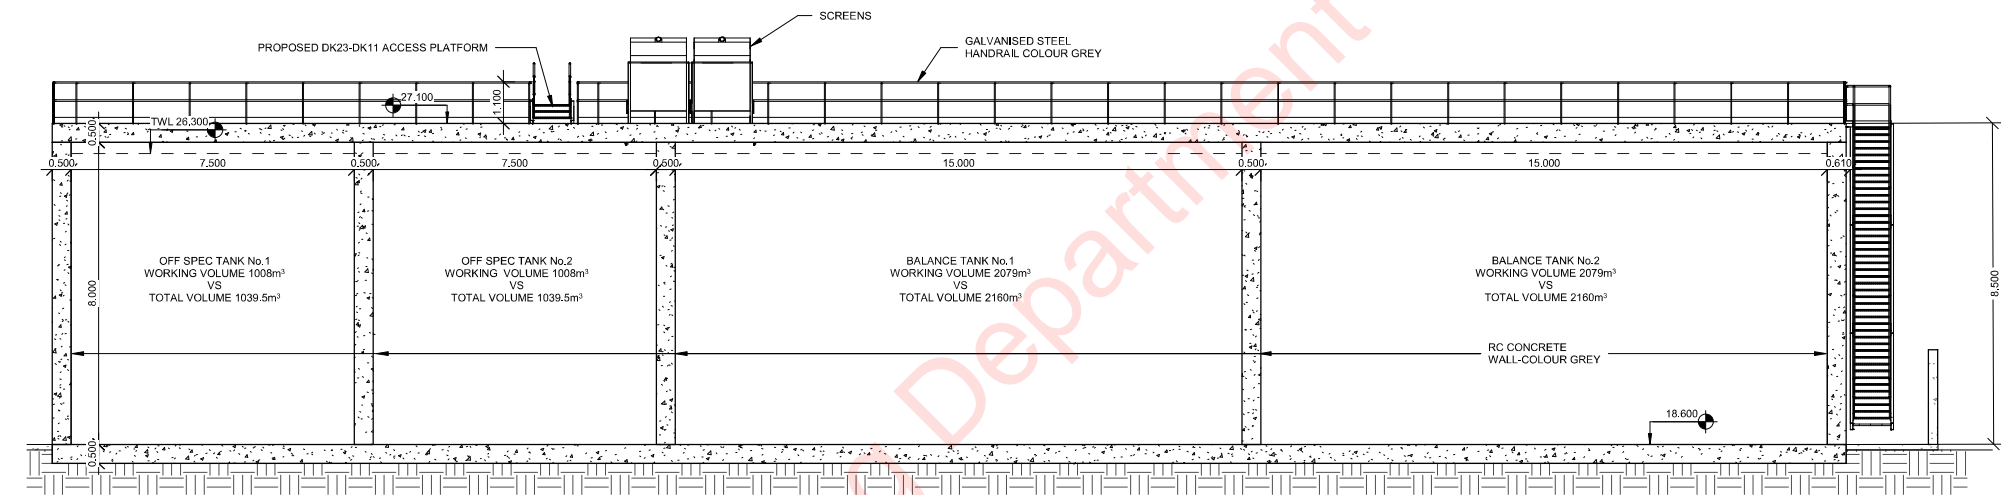 SCREENS
PROPOSED DK23-DK11 ACCESS PLATFORM
GALVANISED STEEL
HANDRAIL COLOUR GREY
27.100
1.100
TWL 26.300
0.500
0.500
7.500
0.500
7.500
0.500
15.000
0.500
15.000
0.610
OFF SPEC TANK No.1
WORKING VOLUME 1008m³
VS
TOTAL VOLUME 1039.5m³
OFF SPEC TANK No.2
WORKING VOLUME 1008m³
VS
TOTAL VOLUME 1039.5m³
BALANCE TANK No.1
WORKING VOLUME 2079m³
VS
TOTAL VOLUME 2160m³
BALANCE TANK No.2
WORKING VOLUME 2079m³
VS
TOTAL VOLUME 2160m³
8.000
8.500
RC CONCRETE
WALL-COLOUR GREY
18.600
0.500
g Department